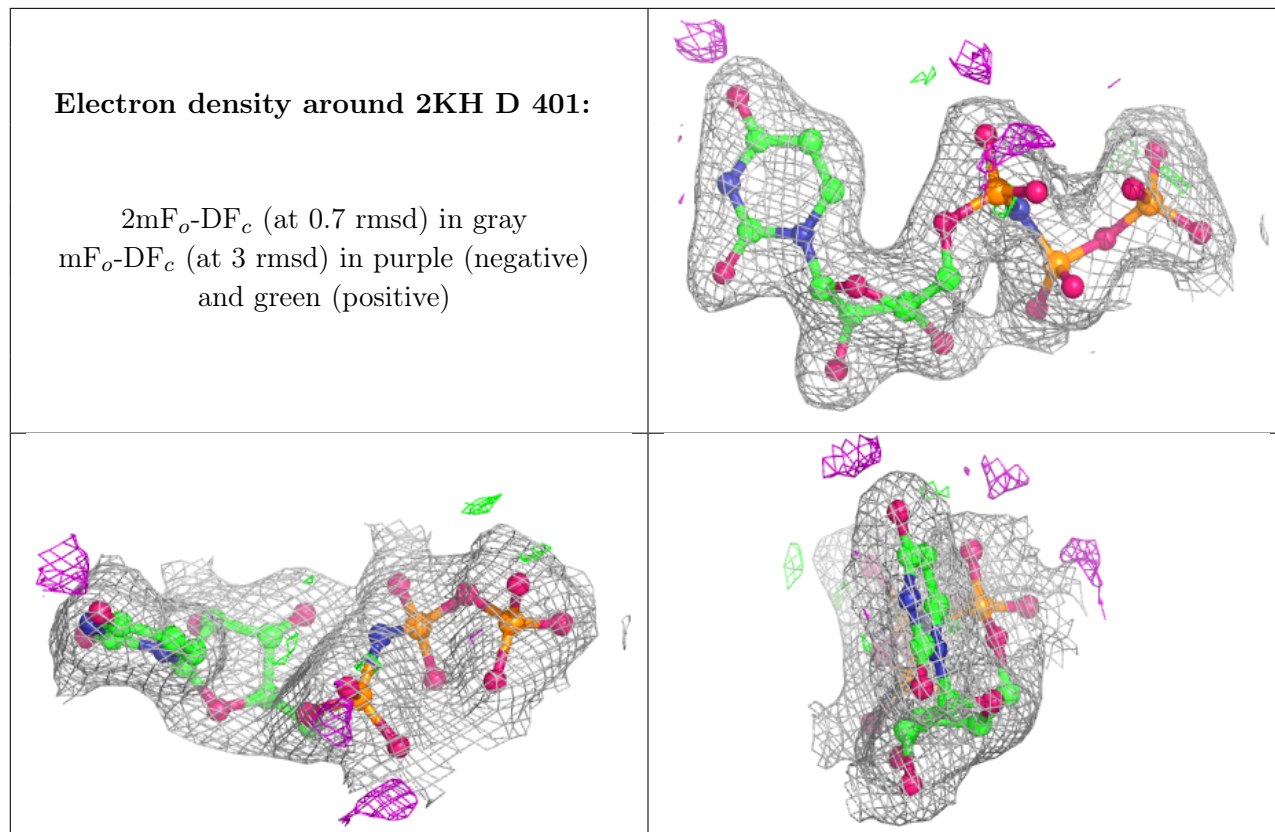 Electron density around 2KH D 401:
2mFo-DFc (at 0.7 rmsd) in gray
mFo-DFc (at 3 rmsd) in purple (negative)
and green (positive)